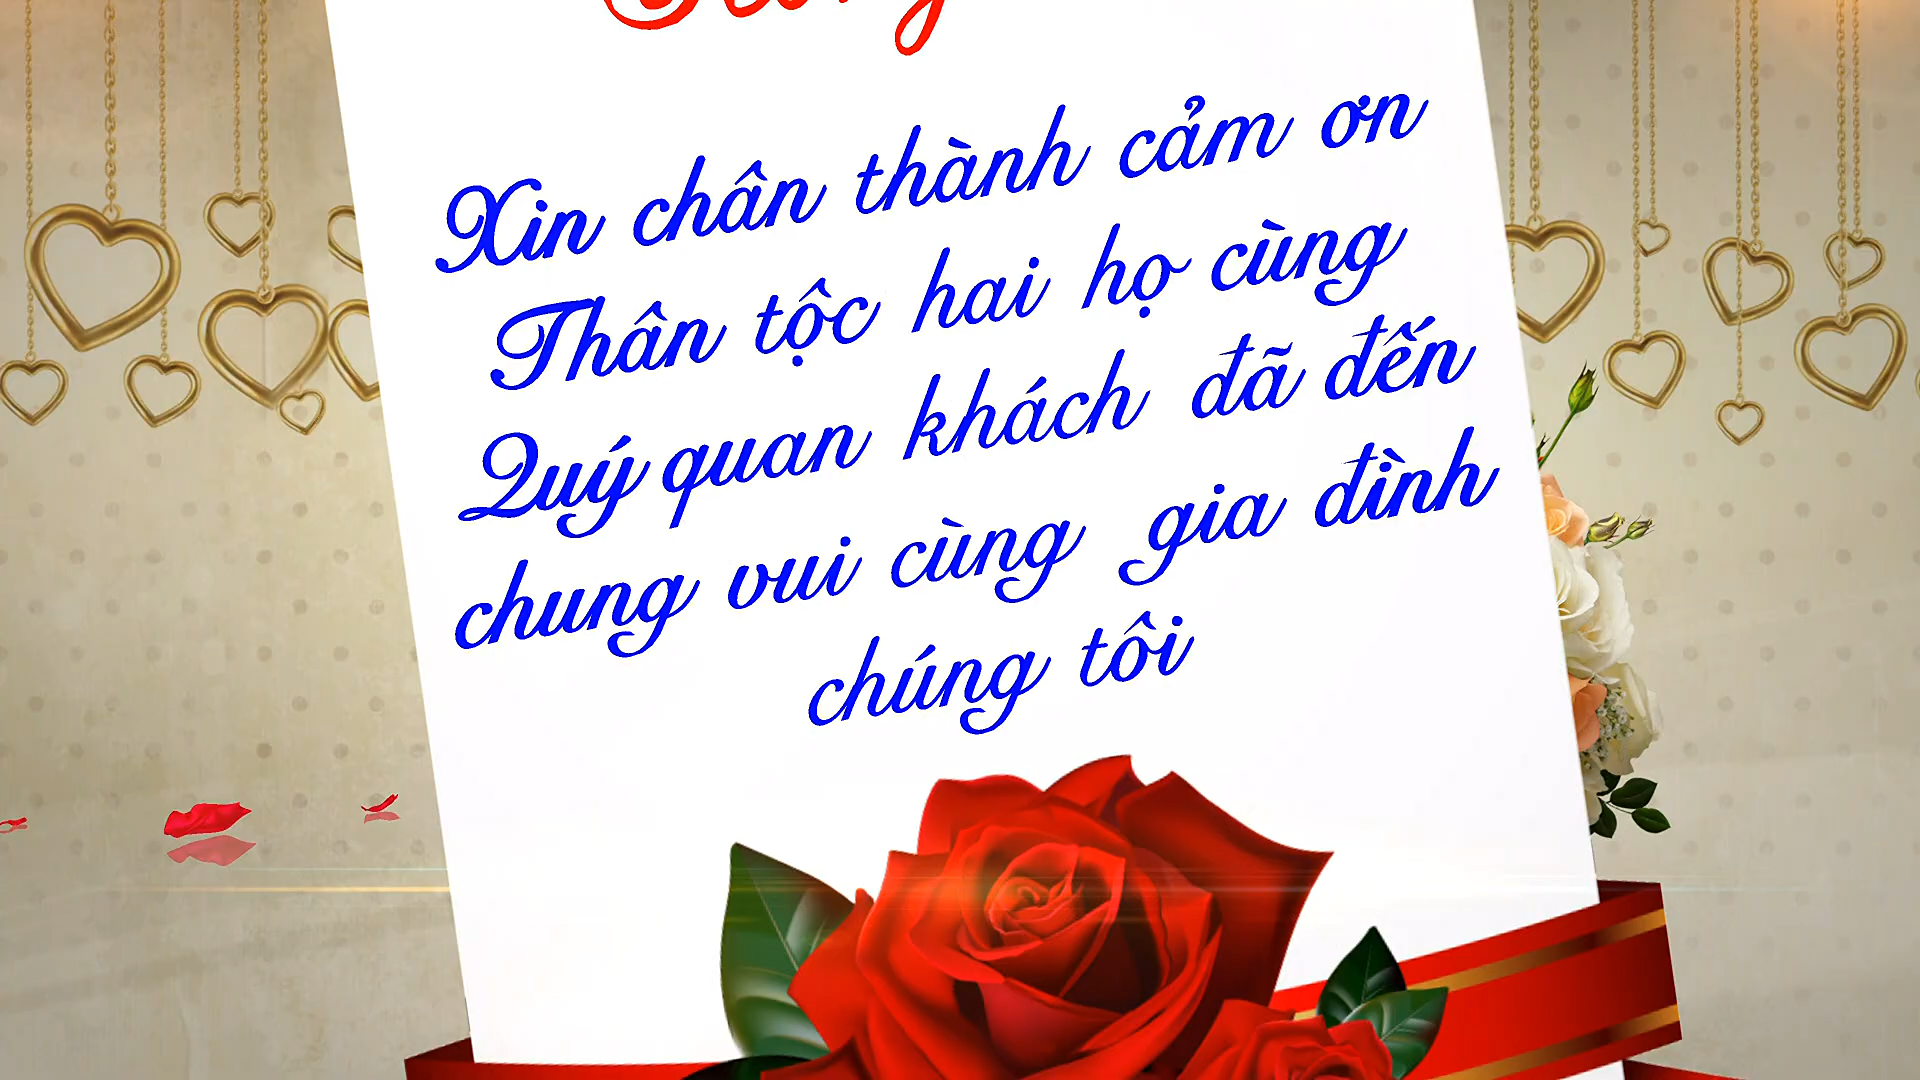 Xin chân thành cảm ơn
Thân tộc hai họ cùng
Quý quan khách đã đến
chung vui cùng gia đình
chúng tôi